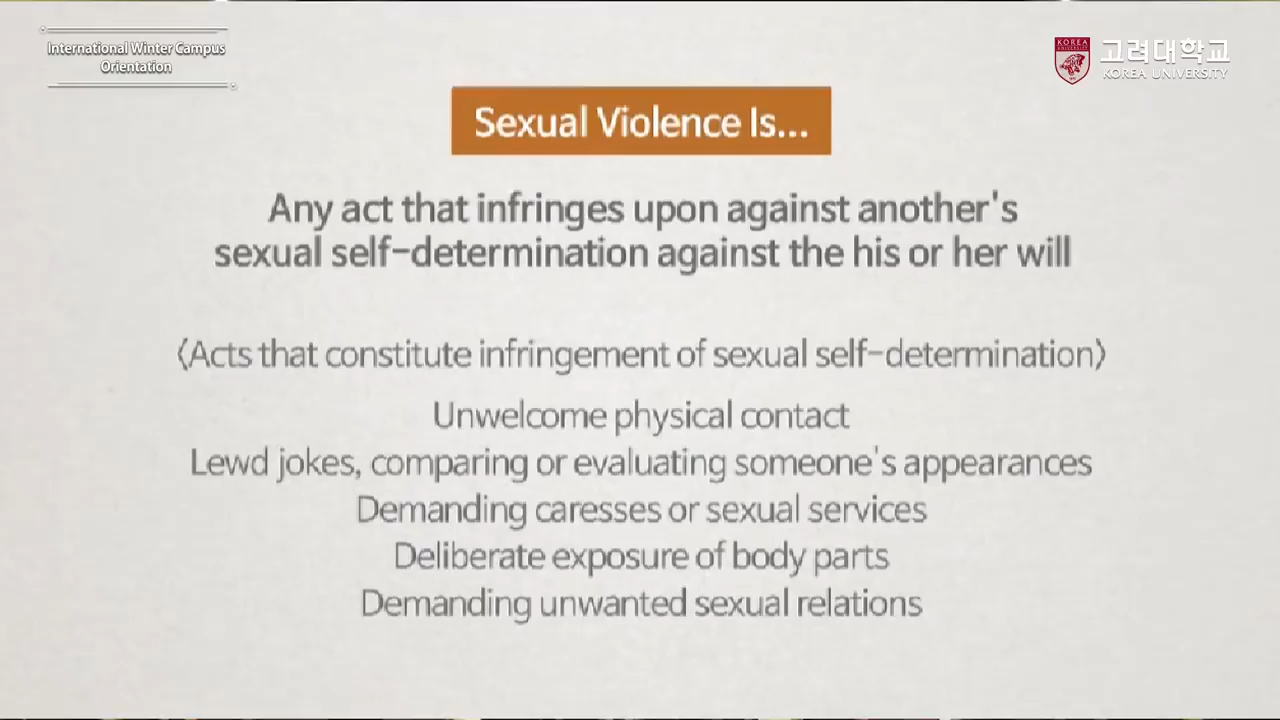 International Winter Campus
Orientation
고려대학교
KOREA UNIVERSITY
KOREA
UNIVERSITY
Sexual Violence Is...
Any act that infringes upon against another's
sexual self-determination against the his or her will
〈Acts that constitute infringement of sexual self-determination〉
Unwelcome physical contact
Lewd jokes, comparing or evaluating someone's appearances
Demanding caresses or sexual services
Deliberate exposure of body parts
Demanding unwanted sexual relations